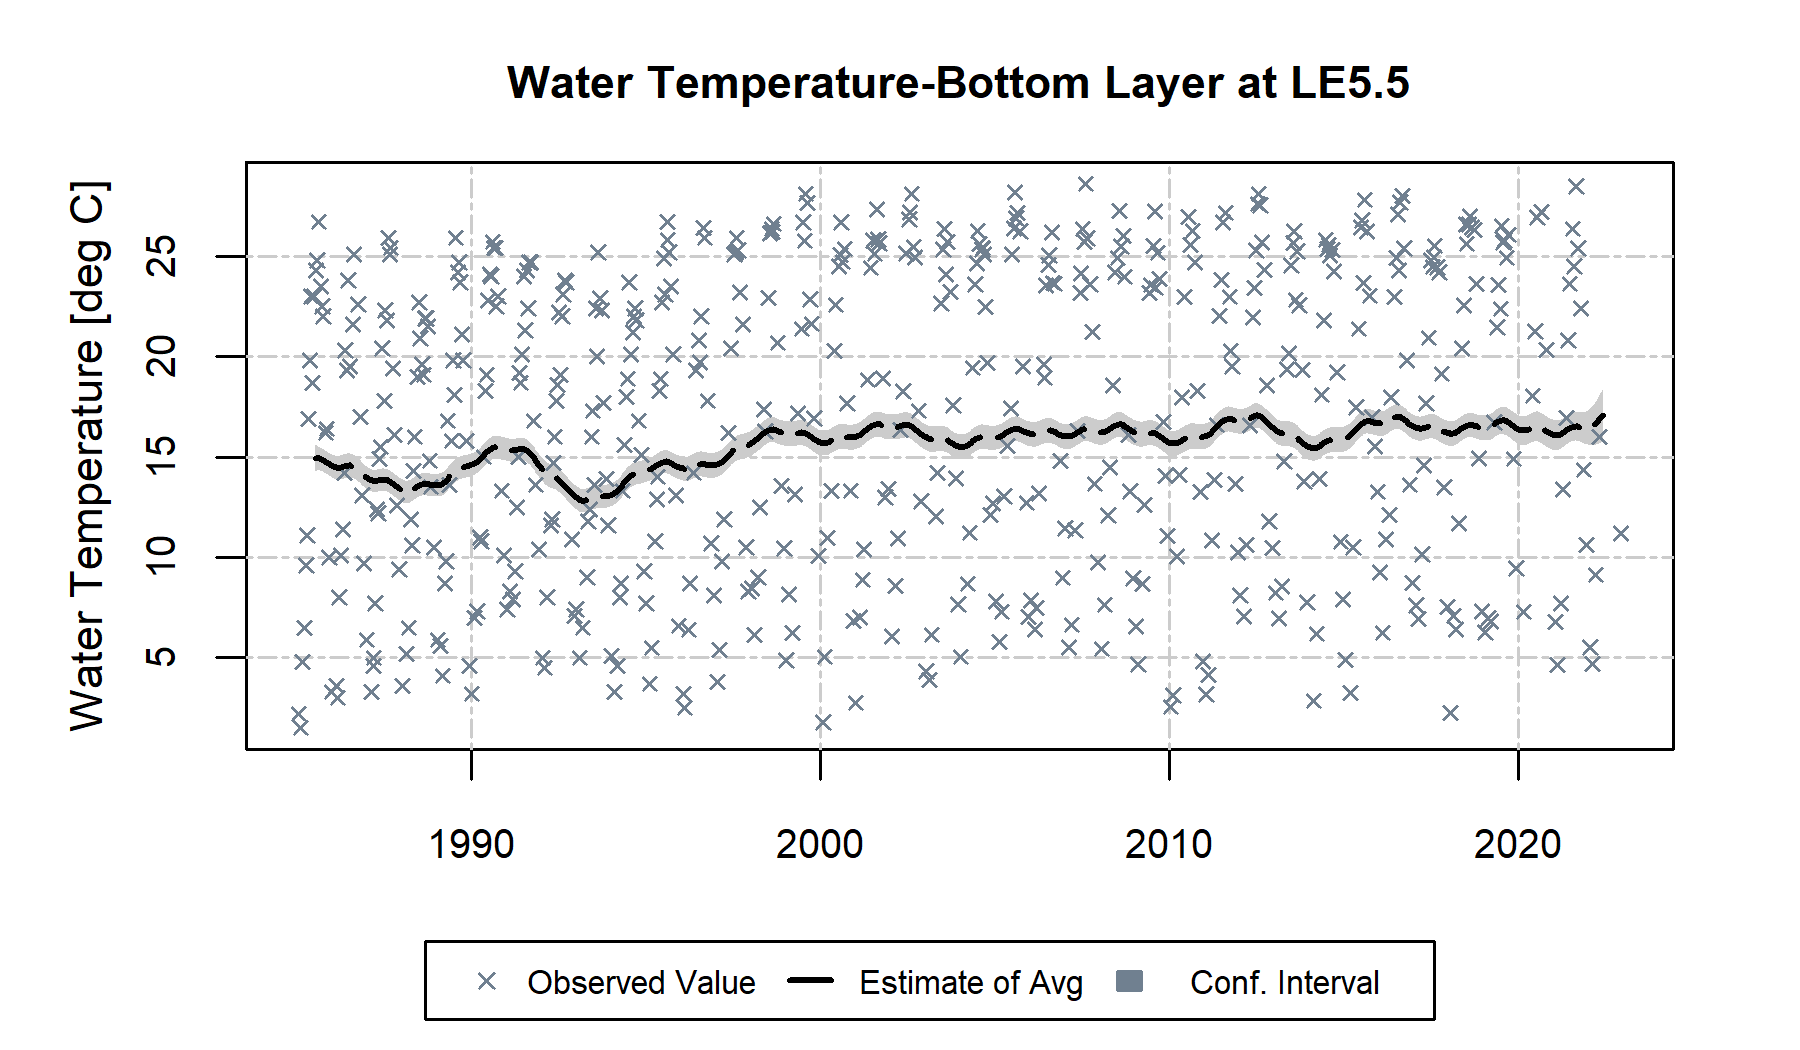 Water Temperature-Bottom Layer at LE5.5
Water Temperature [deg C]
25
20
15
10
5
1990 2000 2010 2020
Observed Value Estimate of Avg Conf. Interval